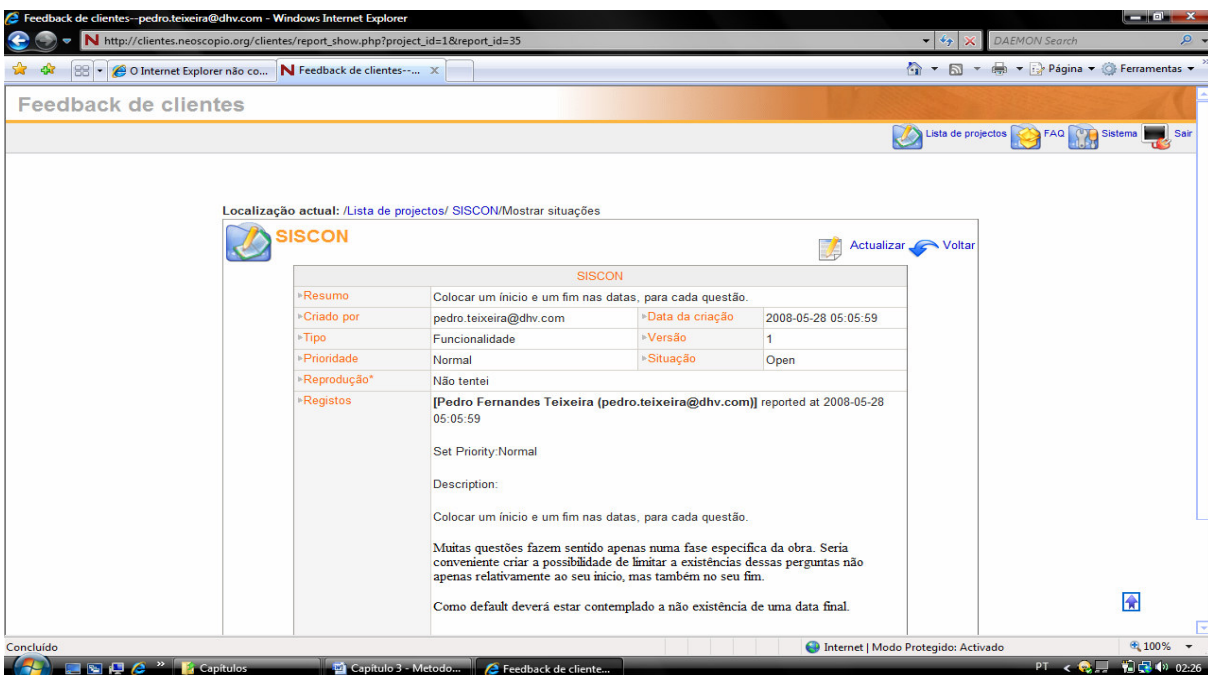 Feedback de clientes--pedro.teixeira@dhv.com - Windows Internet Explorer
http://clientes.neoscopio.org/clientes/report_show.php?project_id=1&report_id=35
DAEMON Search
O Internet Explorer não co...
Feedback de clientes--...
Página
Ferramentas
Feedback de clientes
Lista de projectos
FAQ
Sistema
Sair
Localização actual: /Lista de projectos/ SISCON/Mostrar situações
SISCON
Actualizar
Voltar
SISCON
Resumo
Colocar um ínicio e um fim nas datas, para cada questão.
Criado por
pedro.teixeira@dhv.com
Data da criação
2008-05-28 05:05:59
Tipo
Funcionalidade
Versão
1
Prioridade
Normal
Situação
Open
Reprodução*
Não tentei
Registos
[Pedro Fernandes Teixeira (pedro.teixeira@dhv.com)] reported at 2008-05-28
05:05:59
Set Priority:Normal
Description:
Colocar um ínicio e um fim nas datas, para cada questão.
Muitas questões fazem sentido apenas numa fase específica da obra. Seria
conveniente criar a possibilidade de limitar a existências dessas perguntas não
apenas relativamente ao seu inicio, mas também no seu fim.
Como default deverá estar contemplado a não existência de uma data final.
Concluído
Internet | Modo Protegido: Activado
100%
Capítulos
Capítulo 3 - Metodo...
Feedback de cliente...
PT
02:26